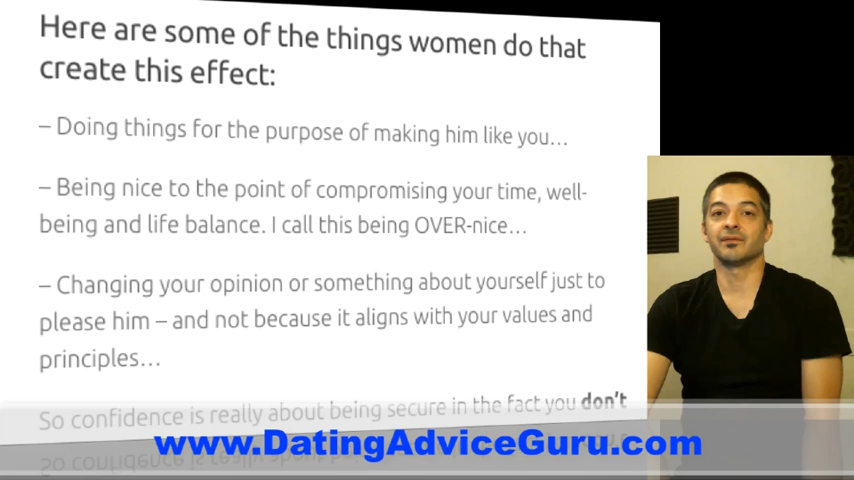 Here are some of the things women do that
create this effect:
– Doing things for the purpose of making him like you...
– Being nice to the point of compromising your time, well-
being and life balance. I call this being OVER-nice...
– Changing your opinion or something about yourself just to
please him – and not because it aligns with your values and
principles...
So confidence is really about being secure in the fact you don't
www.DatingAdviceGuru.com